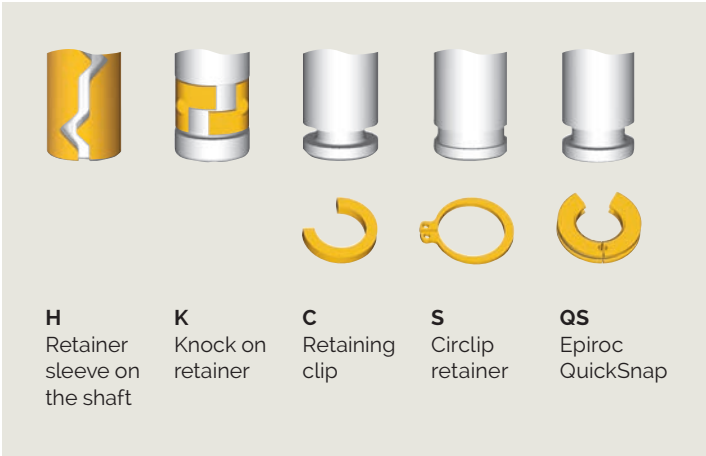 H
Retainer
sleeve on
the shaft
K
Knock on
retainer
C
Retaining
clip
S
Circlip
retainer
QS
Epiroc
QuickSnap